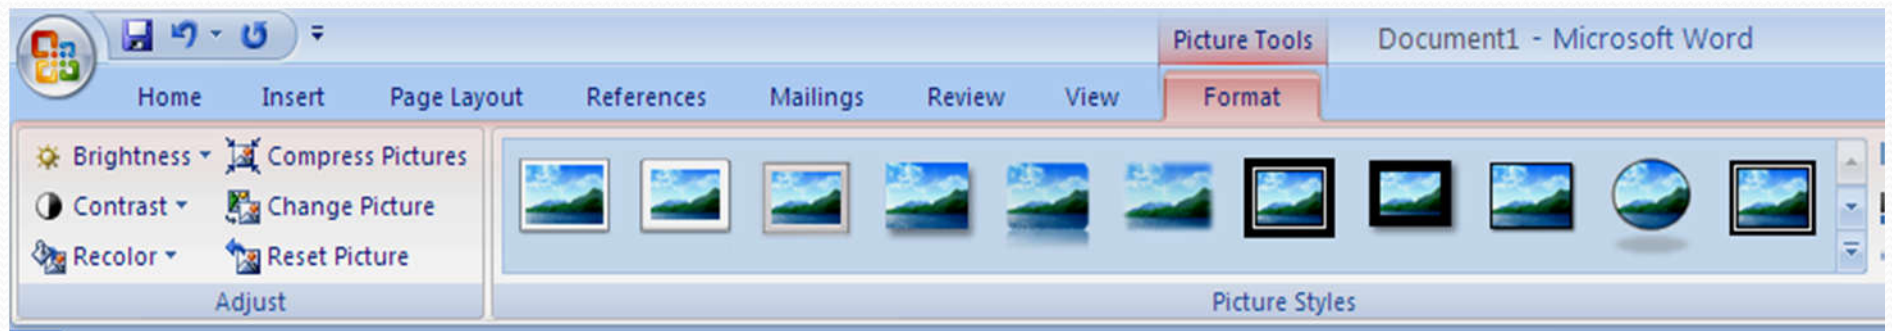 Picture Tools Document1 - Microsoft Word
Home Insert Page Layout References Mailings Review View Format
Brightness Compress Pictures
Contrast Change Picture
Recolor Reset Picture
Adjust Picture Styles